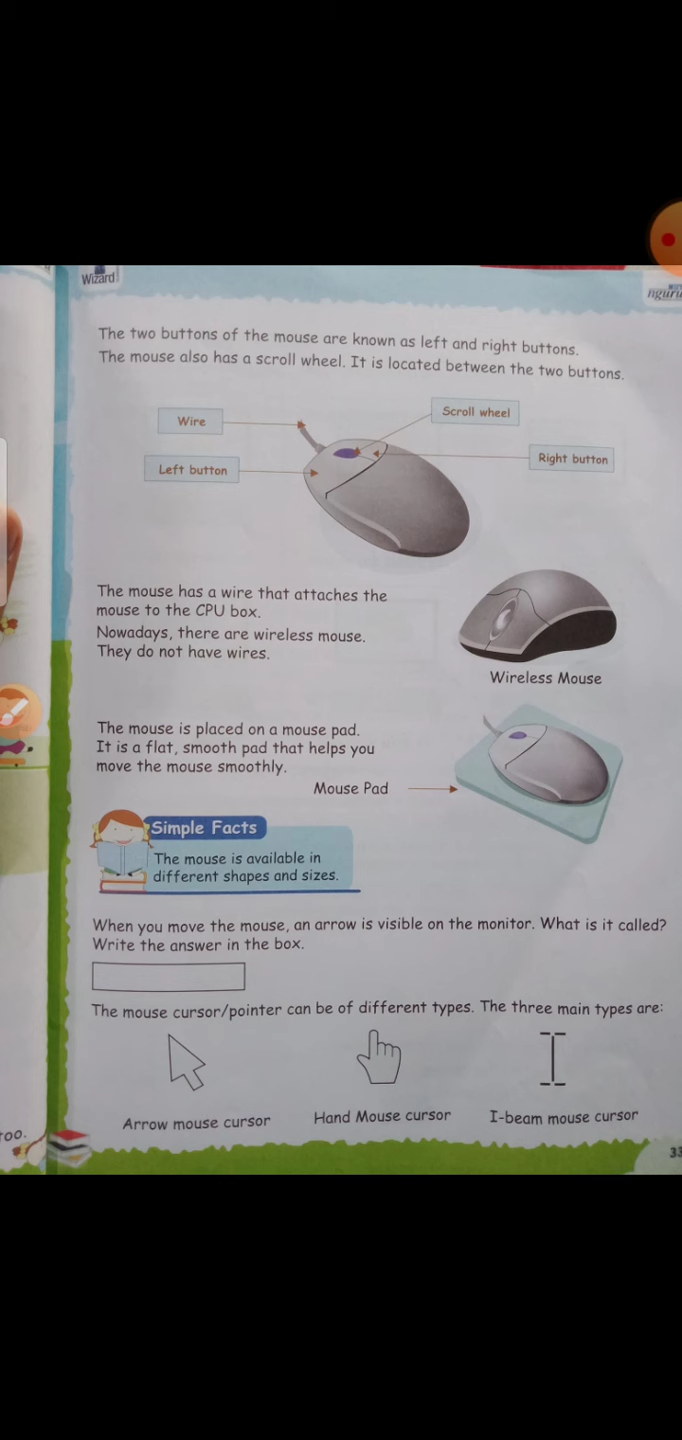 Wizard
The two buttons of the mouse are known as left and right buttons.
The mouse also has a scroll wheel. It is located between the two buttons.
Wire
Scroll wheel
Left button
Right button
The mouse has a wire that attaches the
mouse to the CPU box.
Nowadays, there are wireless mouse.
They do not have wires.
Wireless Mouse
The mouse is placed on a mouse pad.
It is a flat, smooth pad that helps you
move the mouse smoothly.
Mouse Pad
Simple Facts
The mouse is available in
different shapes and sizes.
When you move the mouse, an arrow is visible on the monitor. What is it called?
Write the answer in the box.
The mouse cursor/pointer can be of different types. The three main types are:
Arrow mouse cursor
Hand Mouse cursor
I-beam mouse cursor
33